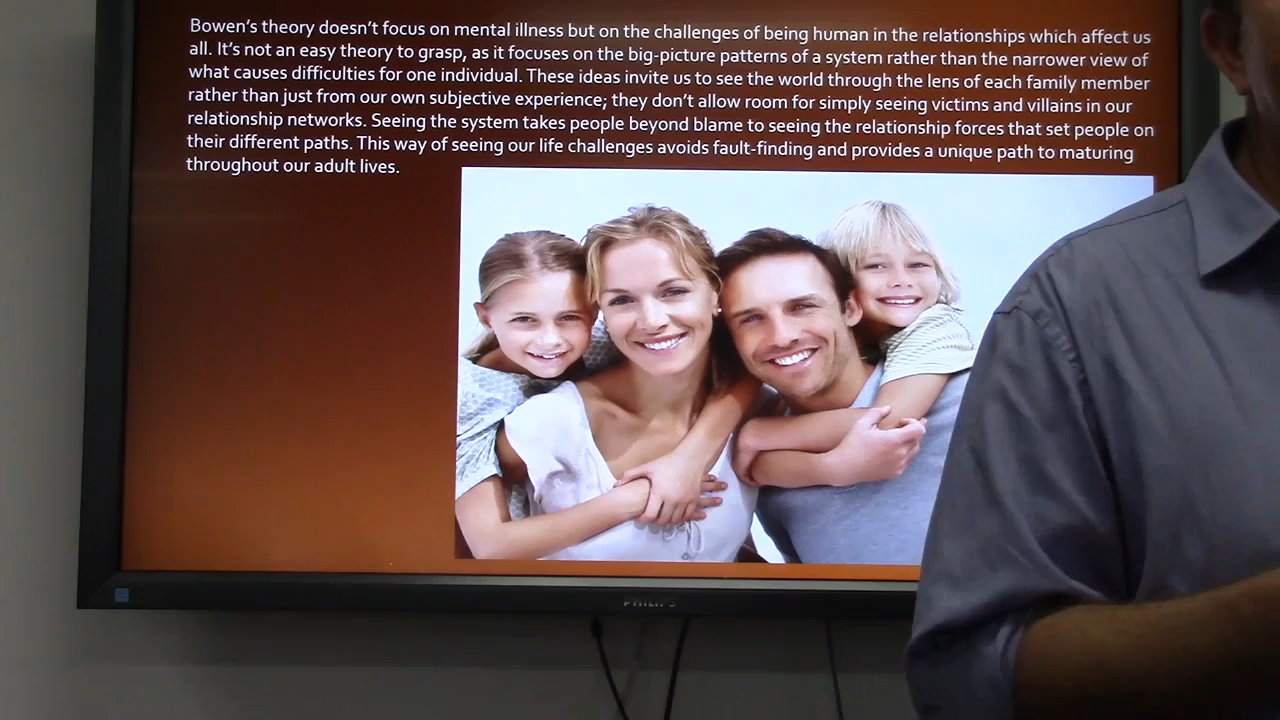 Bowen's theory doesn't focus on mental illness but on the challenges of being human in the relationships which affect us
all. It's not an easy theory to grasp, as it focuses on the big-picture patterns of a system rather than the narrower view of
what causes difficulties for one individual. These ideas invite us to see the world through the lens of each family member
rather than just from our own subjective experience; they don't allow room for simply seeing victims and villains in our
relationship networks. Seeing the system takes people beyond blame to seeing the relationship forces that set people on
their different paths. This way of seeing our life challenges avoids fault-finding and provides a unique path to maturing
throughout our adult lives.
PHILIPS